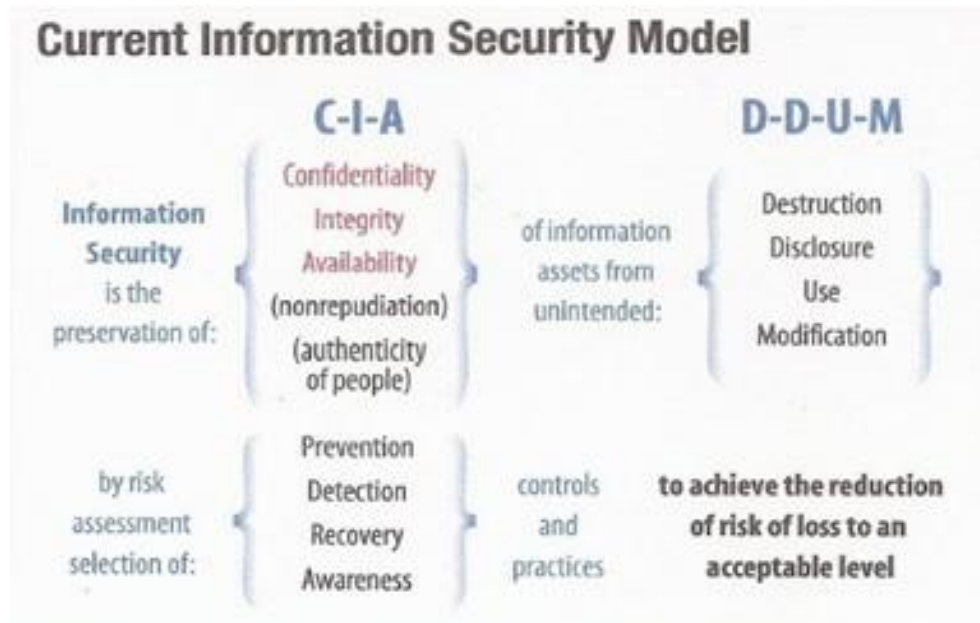 Current Information Security Model
C-I-A
D-D-U-M
Information
Security
is the
preservation of:
Confidentiality
Integrity
Availability
(nonrepudiation)
(authenticity
of people)
of information
assets from
unintended:
Destruction
Disclosure
Use
Modification
by risk
assessment
selection of:
Prevention
Detection
Recovery
Awareness
controls
and
practices
to achieve the reduction
of risk of loss to an
acceptable level